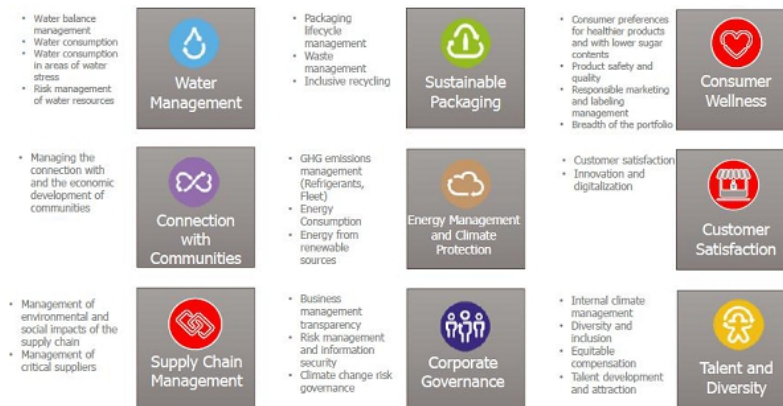 • Water balance
management
• Water consumption
• Water consumption
in areas of water
stress
• Risk management
of water resources
Water
Management
• Packaging
lifecycle
management
• Waste
management
• Inclusive recycling
Sustainable
Packaging
• Consumer preferences
for healthier products
and with lower sugar
contents
• Product safety and
quality
• Responsible marketing
and labeling
management
• Breadth of the portfolio
Consumer
Wellness
• Managing the
connection with
and the economic
development of
communities
Connection
with
Communities
• GHG emissions
management
(Refrigerants,
Fleet)
• Energy
Consumption
• Energy from
renewable
sources
Energy Management
and Climate
Protection
• Customer satisfaction
• Innovation and
digitalization
Customer
Satisfaction
• Management of
environmental and
social impacts of the
supply chain
• Management of
critical suppliers
Supply Chain
Management
• Business
management
transparency
• Risk management
and information
security
• Climate change risk
governance
Corporate
Governance
• Internal climate
management
• Diversity and
inclusion
• Equitable
compensation
• Talent development
and attraction
Talent and
Diversity